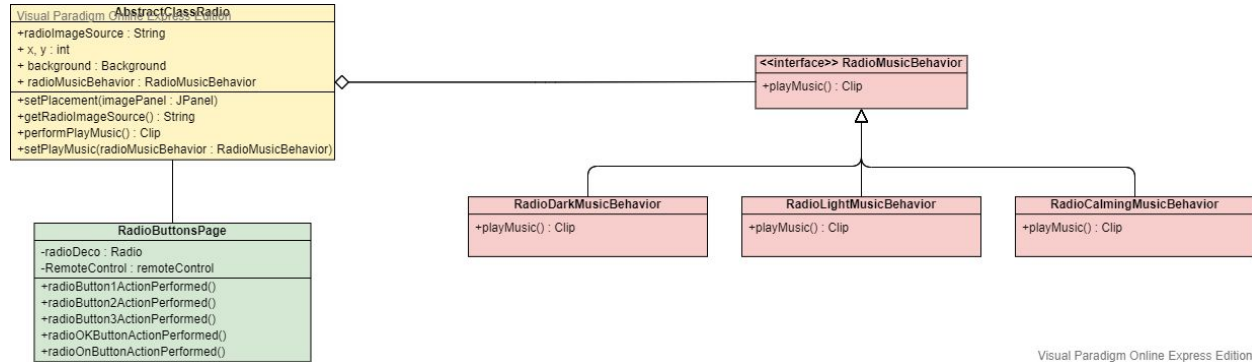 Visual Paradigm Online Express Edition
AbstractClassRadio
+radioImageSource : String
+ x, y : int
+ background : Background
+ radioMusicBehavior : RadioMusicBehavior
+setPlacement(imagePanel : JPanel)
+getRadioImageSource() : String
+performPlayMusic() : Clip
+setPlayMusic(radioMusicBehavior : RadioMusicBehavior)
<<interface>> RadioMusicBehavior
+playMusic() : Clip
RadioDarkMusicBehavior
+playMusic() : Clip
RadioLightMusicBehavior
+playMusic() : Clip
RadioCalmingMusicBehavior
+playMusic() : Clip
RadioButtonsPage
-radioDeco : Radio
-RemoteControl : remoteControl
+radioButton1ActionPerformed()
+radioButton2ActionPerformed()
+radioButton3ActionPerformed()
+radioOKButtonActionPerformed()
+radioOnButtonActionPerformed()
Visual Paradigm Online Express Edition